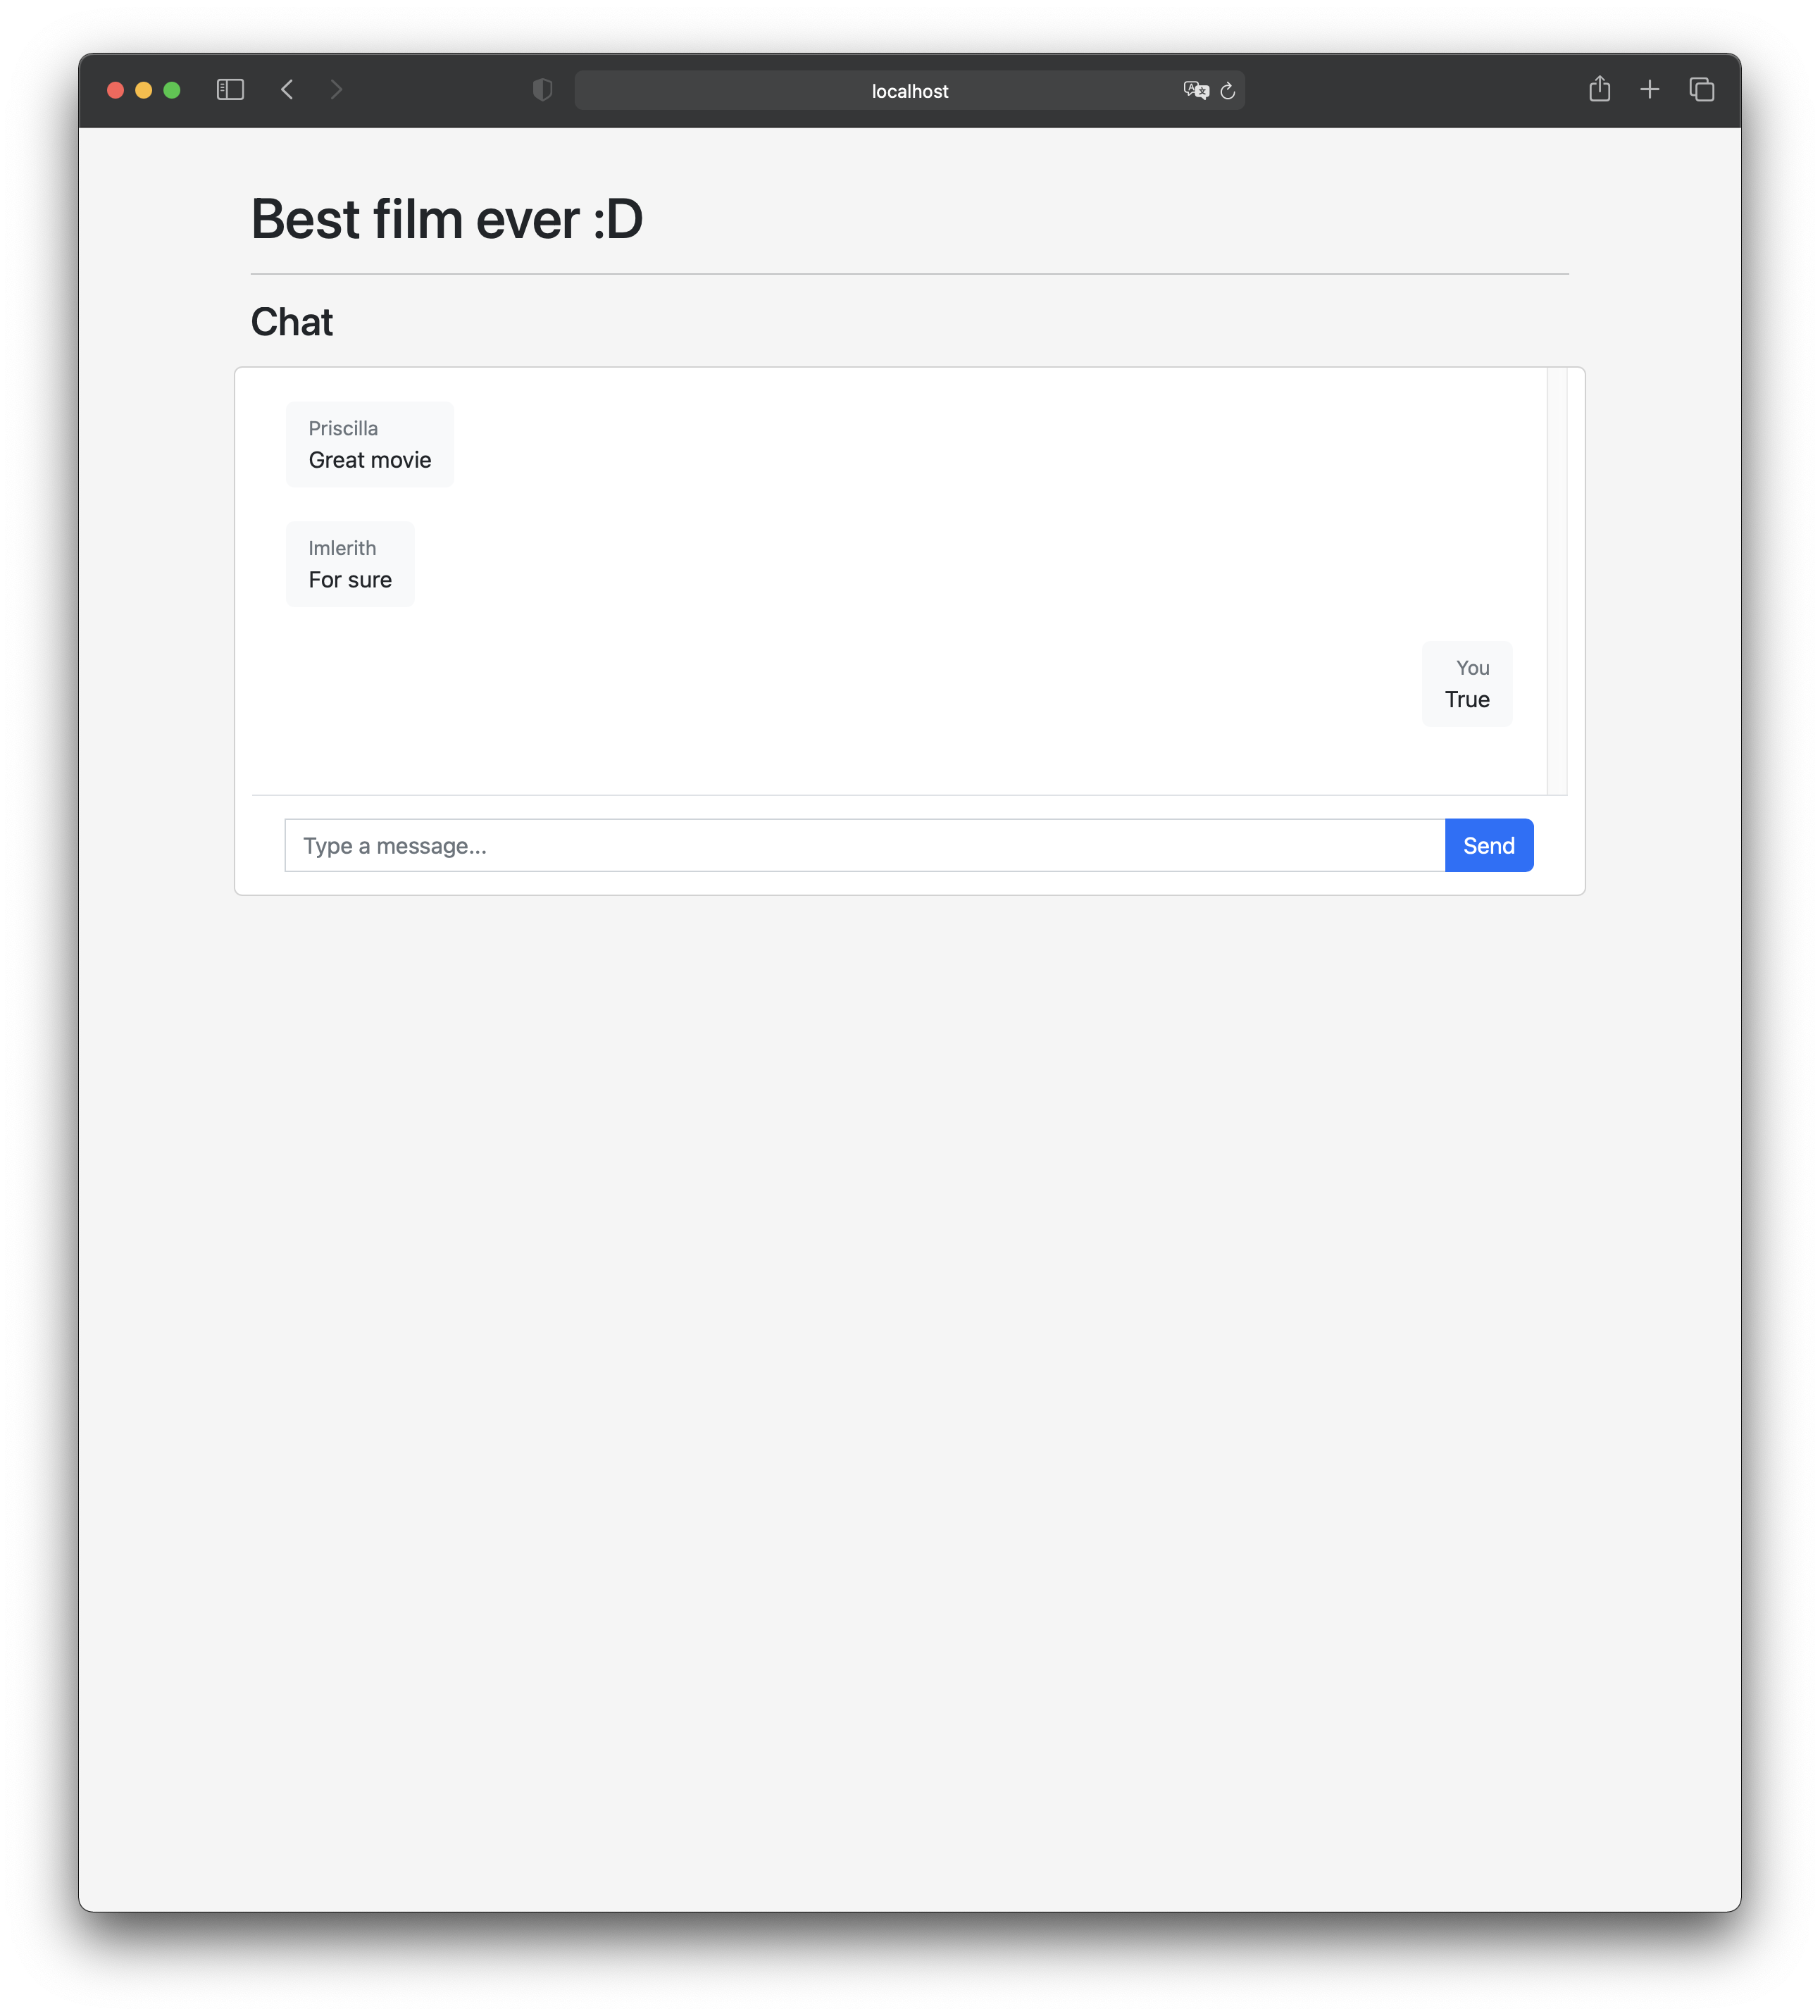 localhost
Best film ever :D
Chat
Priscilla
Great movie
Imlerith
For sure
You
True
Type a message...
Send